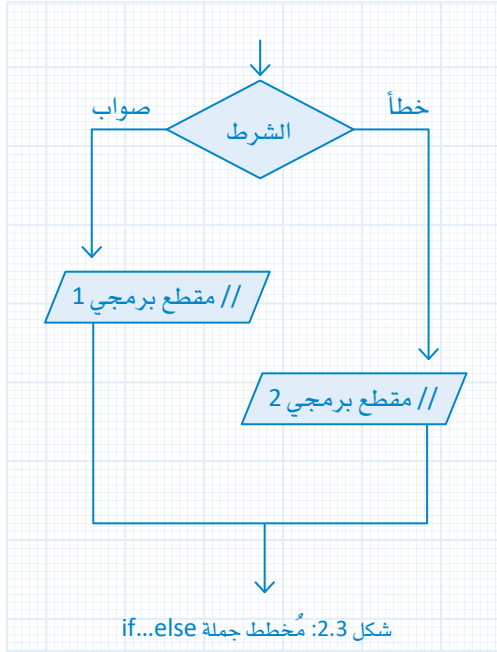 خطأ
صواب
الشرط
// مقطع برمجي 1
// مقطع برمجي 2
شكل 2.3: مُخطط جملة if...else